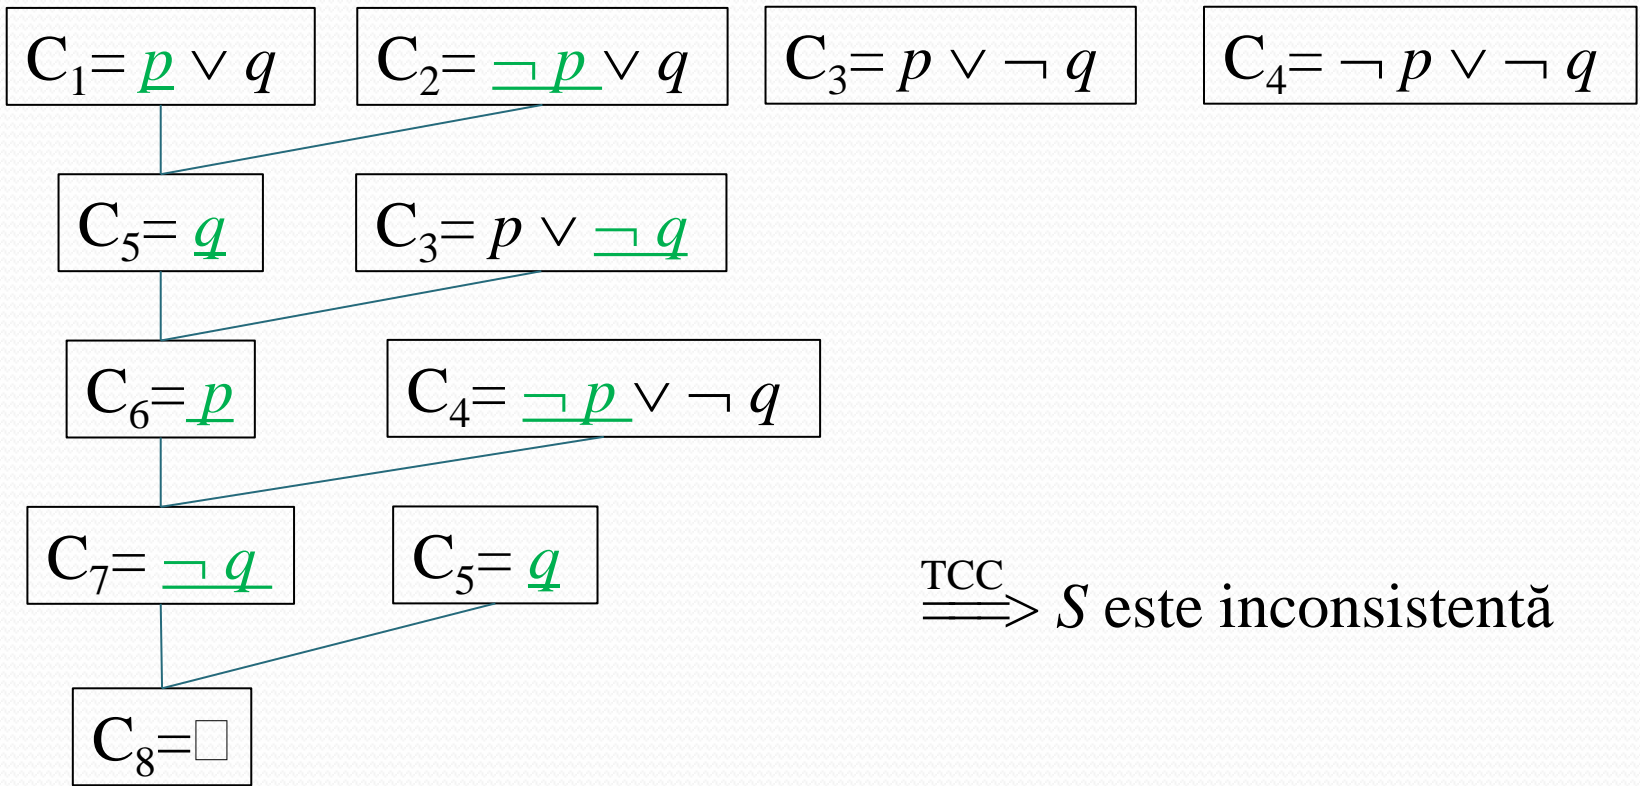 C₁= p ∨ q C₂= ¬ p ∨ q C₃= p ∨ ¬ q C₄= ¬ p ∨ ¬ q
C₅= q C₃= p ∨ ¬ q
C₆= p C₄= ¬ p ∨ ¬ q
C₇= ¬ q C₅= q
TCC
⟹ S este inconsistentă
C₈=□